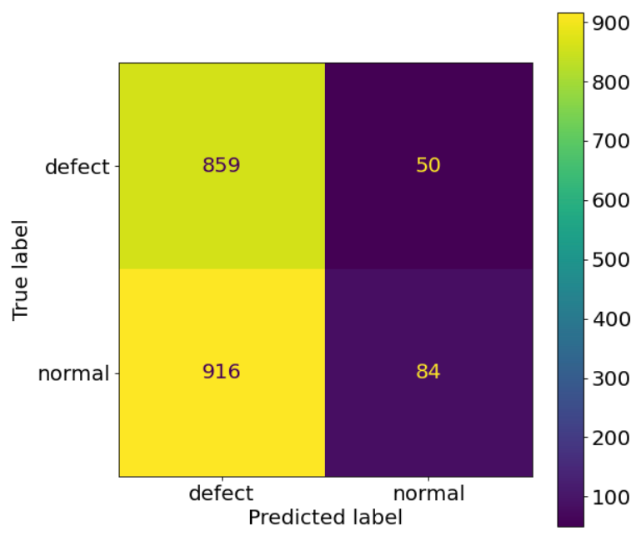 True label
defect
normal
859
50
916
84
defect
normal
Predicted label
900
800
700
600
500
400
300
200
100